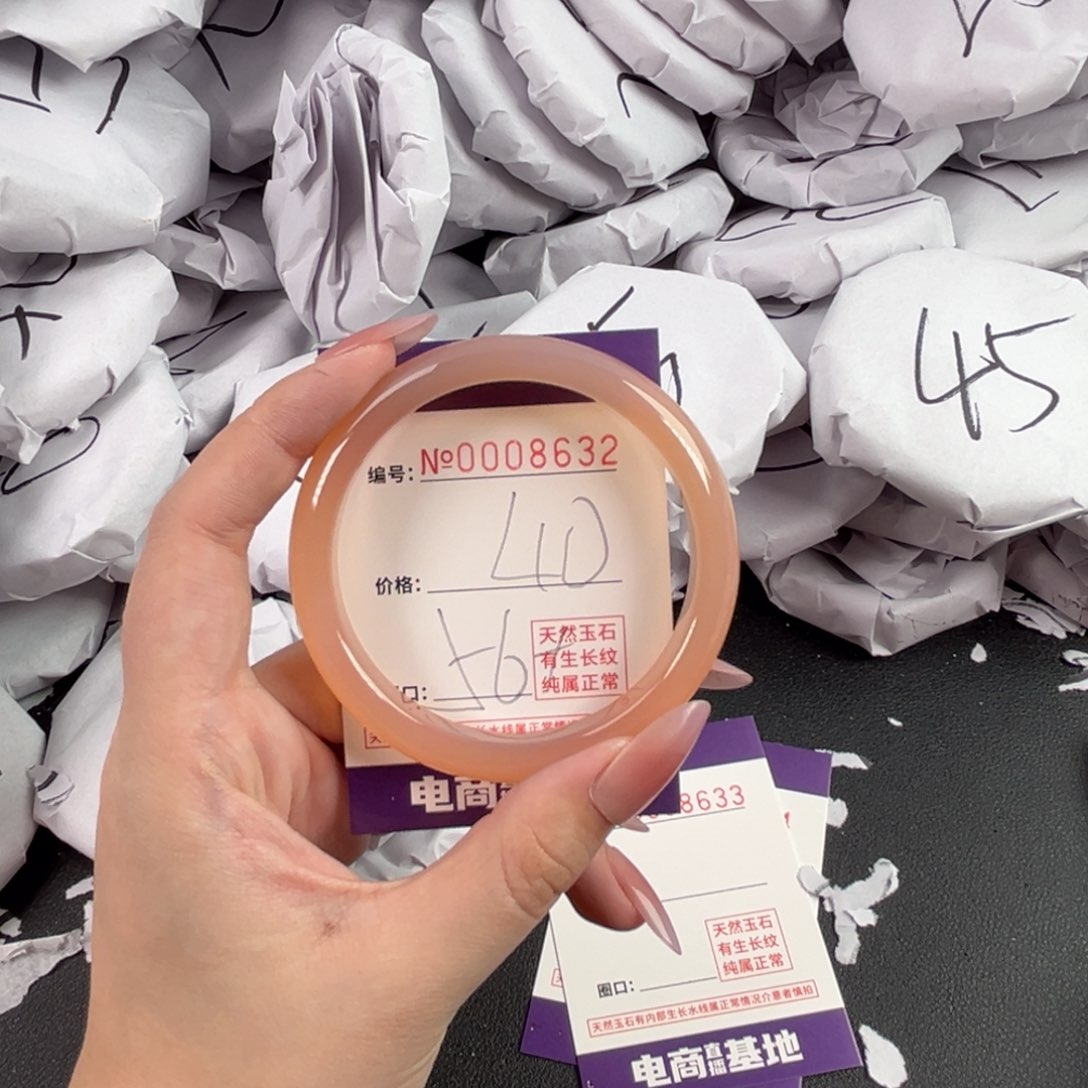 45
编号: №0008632
价格: 40
口: 56
天然玉石
有生长纹
纯属正常
电商
8633
天然玉石
有生长纹
纯属正常
圈口:
天然玉石有内部生长水线属正常情况介意者慎拍
电商直播基地